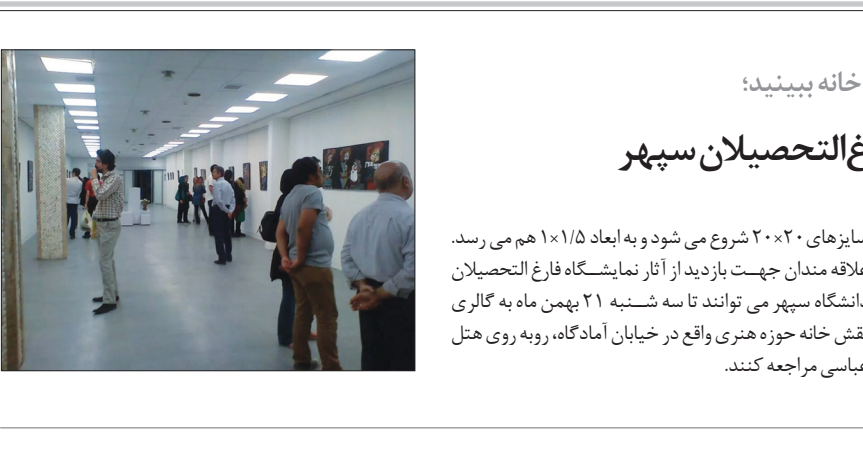 خانه ببینید؛
التحصیلان سپهر
سایزهای ۲۰×۲۰ شروع می شود و به ابعاد ۱/۵×۱ هم می رسد.
علاقه مندان جهت بازدید از آثار نمایشگاه فارغ التحصیلان
دانشگاه سپهر می توانند تا سه شنبه ۲۱ بهمن ماه به گالری
نقش خانه حوزه هنری واقع در خیابان آمادگاه، روبه روی هتل
عباسی مراجعه کنند.